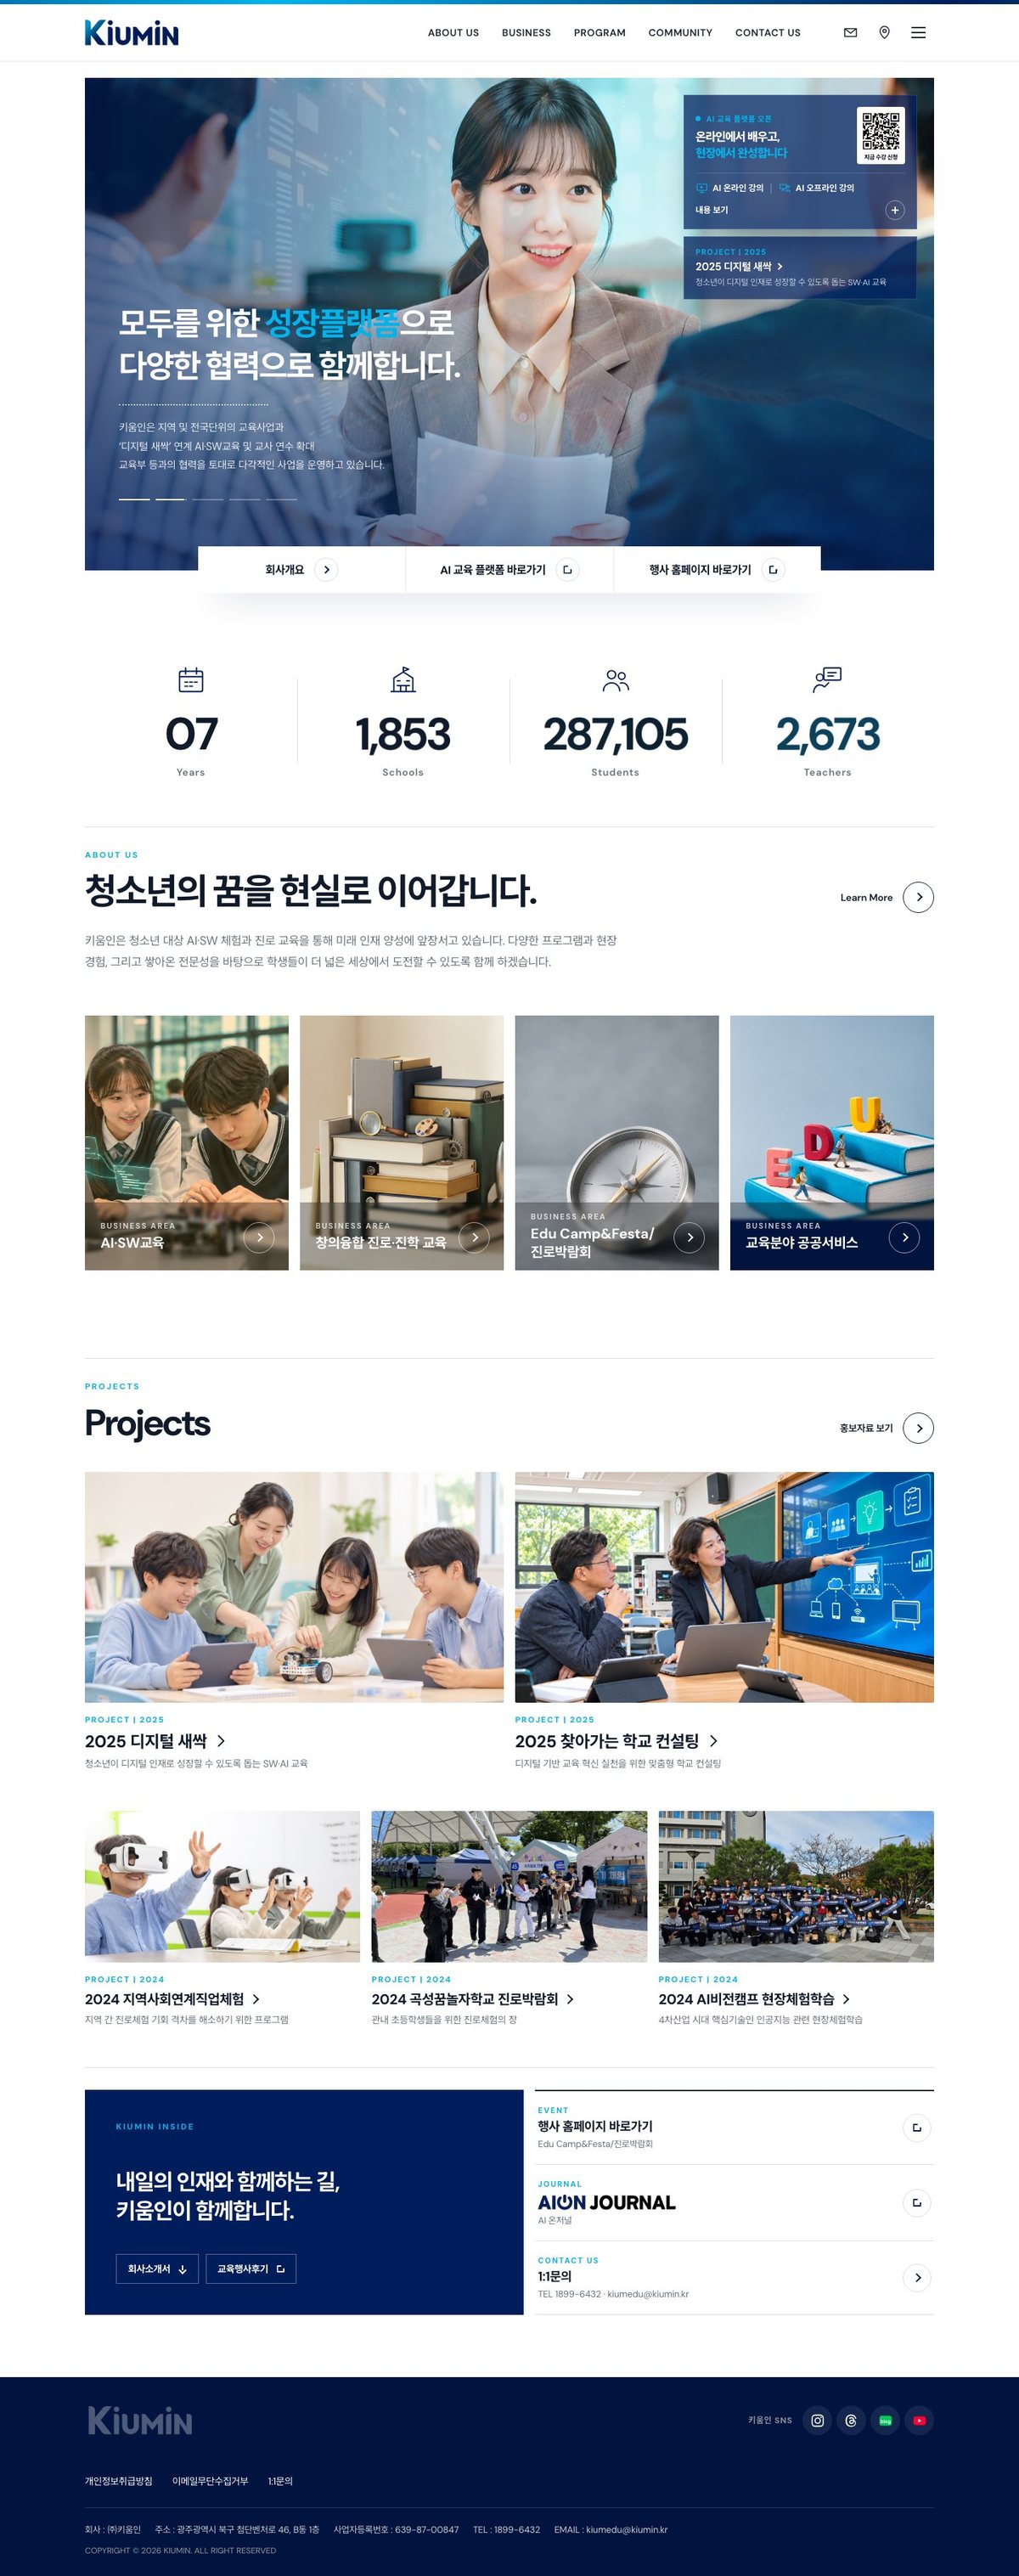 Kiumin
ABOUT US
BUSINESS
PROGRAM
COMMUNITY
CONTACT US
AI 교육 플랫폼 오픈
온라인에서 배우고,
현장에서 완성합니다
지금 수강 신청
AI 온라인 강의
AI 오프라인 강의
내용 보기
PROJECT | 2025
2025 디지털 새싹
청소년이 디지털 인재로 성장할 수 있도록 돕는 SW·AI 교육
모두를 위한 성장플랫폼으로
다양한 협력으로 함께합니다.
키움인은 지역 및 전국단위의 교육사업과
'디지털 새싹' 연계 AI·SW교육 및 교사 연수 확대
교육부 등과의 협력을 토대로 다각적인 사업을 운영하고 있습니다.
회사개요
AI 교육 플랫폼 바로가기
행사 홈페이지 바로가기
07
Years
1,853
Schools
287,105
Students
2,673
Teachers
ABOUT US
청소년의 꿈을 현실로 이어갑니다.
Learn More
키움인은 청소년 대상 AI·SW 체험과 진로 교육을 통해 미래 인재 양성에 앞장서고 있습니다. 다양한 프로그램과 현장
경험, 그리고 쌓아온 전문성을 바탕으로 학생들이 더 넓은 세상에서 도전할 수 있도록 함께 하겠습니다.
EDU
BUSINESS AREA
AI·SW교육
BUSINESS AREA
창의융합 진로·진학 교육
BUSINESS AREA
Edu Camp&Festa/
진로박람회
BUSINESS AREA
교육분야 공공서비스
PROJECTS
Projects
홍보자료 보기
PROJECT | 2025
2025 디지털 새싹
청소년이 디지털 인재로 성장할 수 있도록 돕는 SW·AI 교육
PROJECT | 2025
2025 찾아가는 학교 컨설팅
디지털 기반 교육 혁신 실천을 위한 맞춤형 학교 컨설팅
PROJECT | 2024
2024 지역사회연계직업체험
지역 간 진로체험 기회 격차를 해소하기 위한 프로그램
PROJECT | 2024
2024 곡성꿈놀자학교 진로박람회
관내 초등학생들을 위한 진로체험의 장
PROJECT | 2024
2024 AI비전캠프 현장체험학습
4차산업 시대 핵심기술인 인공지능 관련 현장체험학습
KIUMIN INSIDE
내일의 인재와 함께하는 길,
키움인이 함께합니다.
회사소개서
교육행사후기
EVENT
행사 홈페이지 바로가기
Edu Camp&Festa/진로박람회
JOURNAL
AION JOURNAL
AI 온저널
CONTACT US
1:1문의
TEL 1899-6432 · kiumedu@kiumin.kr
Kiumin
키움인 SNS
blog
개인정보취급방침
이메일무단수집거부
1:1문의
회사 : ㈜키움인
주소 : 광주광역시 북구 첨단벤처로 46, B동 1층
사업자등록번호 : 639-87-00847
TEL : 1899-6432
EMAIL : kiumedu@kiumin.kr
COPYRIGHT © 2026 KIUMIN. ALL RIGHT RESERVED